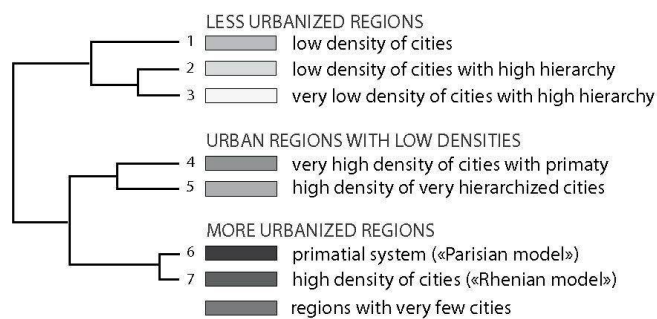 LESS URBANIZED REGIONS
1 low density of cities
2 low density of cities with high hierarchy
3 very low density of cities with high hierarchy
URBAN REGIONS WITH LOW DENSITIES
4 very high density of cities with primaty
5 high density of very hierarchized cities
MORE URBANIZED REGIONS
6 primatial system («Parisian model»)
7 high density of cities («Rhenian model»)
regions with very few cities